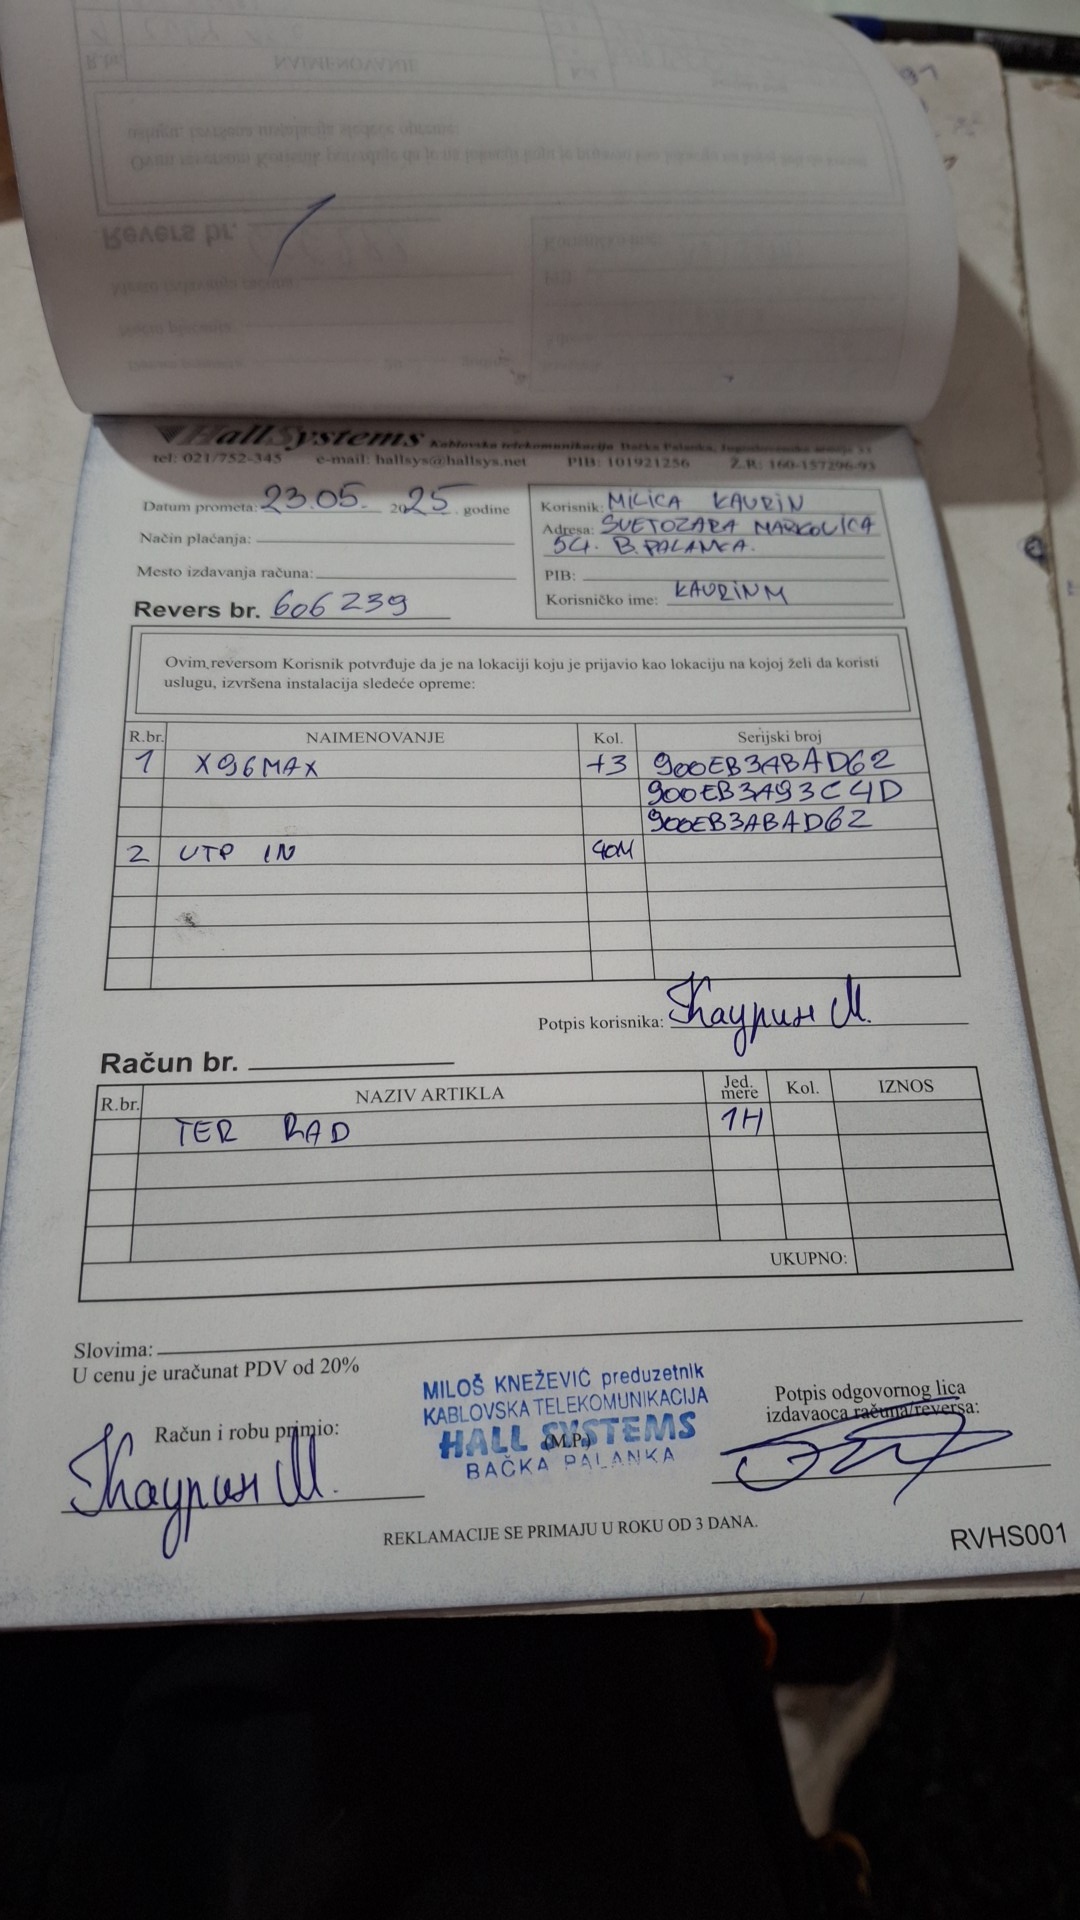 HallSystems Kablovska telekomunikacija Bačka Palanka, Jugoslovenske armije 11
tel: 021/752-345 e-mail: hallsys@hallsys.net PIB: 101921256 Ž.R: 160-157296-93
Datum prometa: 23.05. 2025. godine
Način plaćanja:
Mesto izdavanja računa:
Revers br. 606239
Korisnik: MILICA KAURIN
Adresa: SVETOZARA MARKOVICA
54. B. PALANKA.
PIB:
Korisničko ime: KAURINM
Ovim reversom Korisnik potvrđuje da je na lokaciji koju je prijavio kao lokaciju na kojoj želi da koristi
uslugu, izvršena instalacija sledeće opreme:
R.br. NAIMENOVANJE Kol. Serijski broj
1 X96MAX +3 900EB3ABAD62
900EB3A93C4D
900EB3ABAD62
2 UTP IN 40M
Potpis korisnika: Каурин М.
Račun br.
R.br. NAZIV ARTIKLA Jed. mere Kol. IZNOS
TER RAD 1H
UKUPNO:
Slovima:
U cenu je uračunat PDV od 20%
MILOŠ KNEŽEVIĆ preduzetnik
KABLOVSKA TELEKOMUNIKACIJA
HALL SYSTEMS
(M.P.)
BAČKA PALANKA
Potpis odgovornog lica
izdavaoca računa/reversa:
Račun i robu primio:
Каурин М.
REKLAMACIJE SE PRIMAJU U ROKU OD 3 DANA.
RVHS001